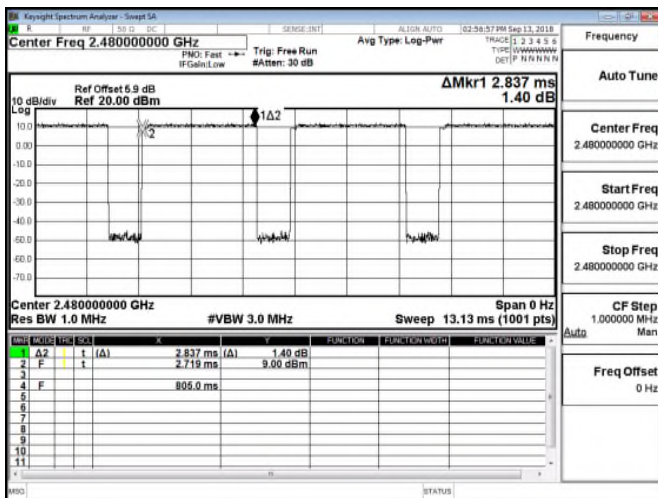 Keysight Spectrum Analyzer - Swept SA
R RF 50 Ω DC SENSE:INT ALIGN AUTO 02:56:57 PM Sep 13, 2018
Center Freq 2.480000000 GHz
PNO: Fast
IFGain:Low
Trig: Free Run
#Atten: 30 dB
Avg Type: Log-Pwr
TRACE 1 2 3 4 5 6
TYPE WWWWWW
DET P N N N N N
Ref Offset 6.9 dB
Ref 20.00 dBm
10 dB/div
Log
ΔMkr1 2.837 ms
1.40 dB
10.0
0.00
-10.0
-20.0
-30.0
-40.0
-50.0
-60.0
-70.0
1Δ2
2
Center 2.480000000 GHz
Span 0 Hz
Res BW 1.0 MHz
#VBW 3.0 MHz
Sweep 13.13 ms (1001 pts)
MKR MODE TRC SCL X Y FUNCTION FUNCTION WIDTH FUNCTION VALUE
1 Δ2 1 t (Δ) 2.837 ms (Δ) 1.40 dB
2 F 1 t 2.719 ms 9.00 dBm
3
4 F 805.0 ms
5
6
7
8
9
10
11
MSG
STATUS
Frequency
Auto Tune
Center Freq
2.480000000 GHz
Start Freq
2.480000000 GHz
Stop Freq
2.480000000 GHz
CF Step
1.000000 MHz
Auto Man
Freq Offset
0 Hz